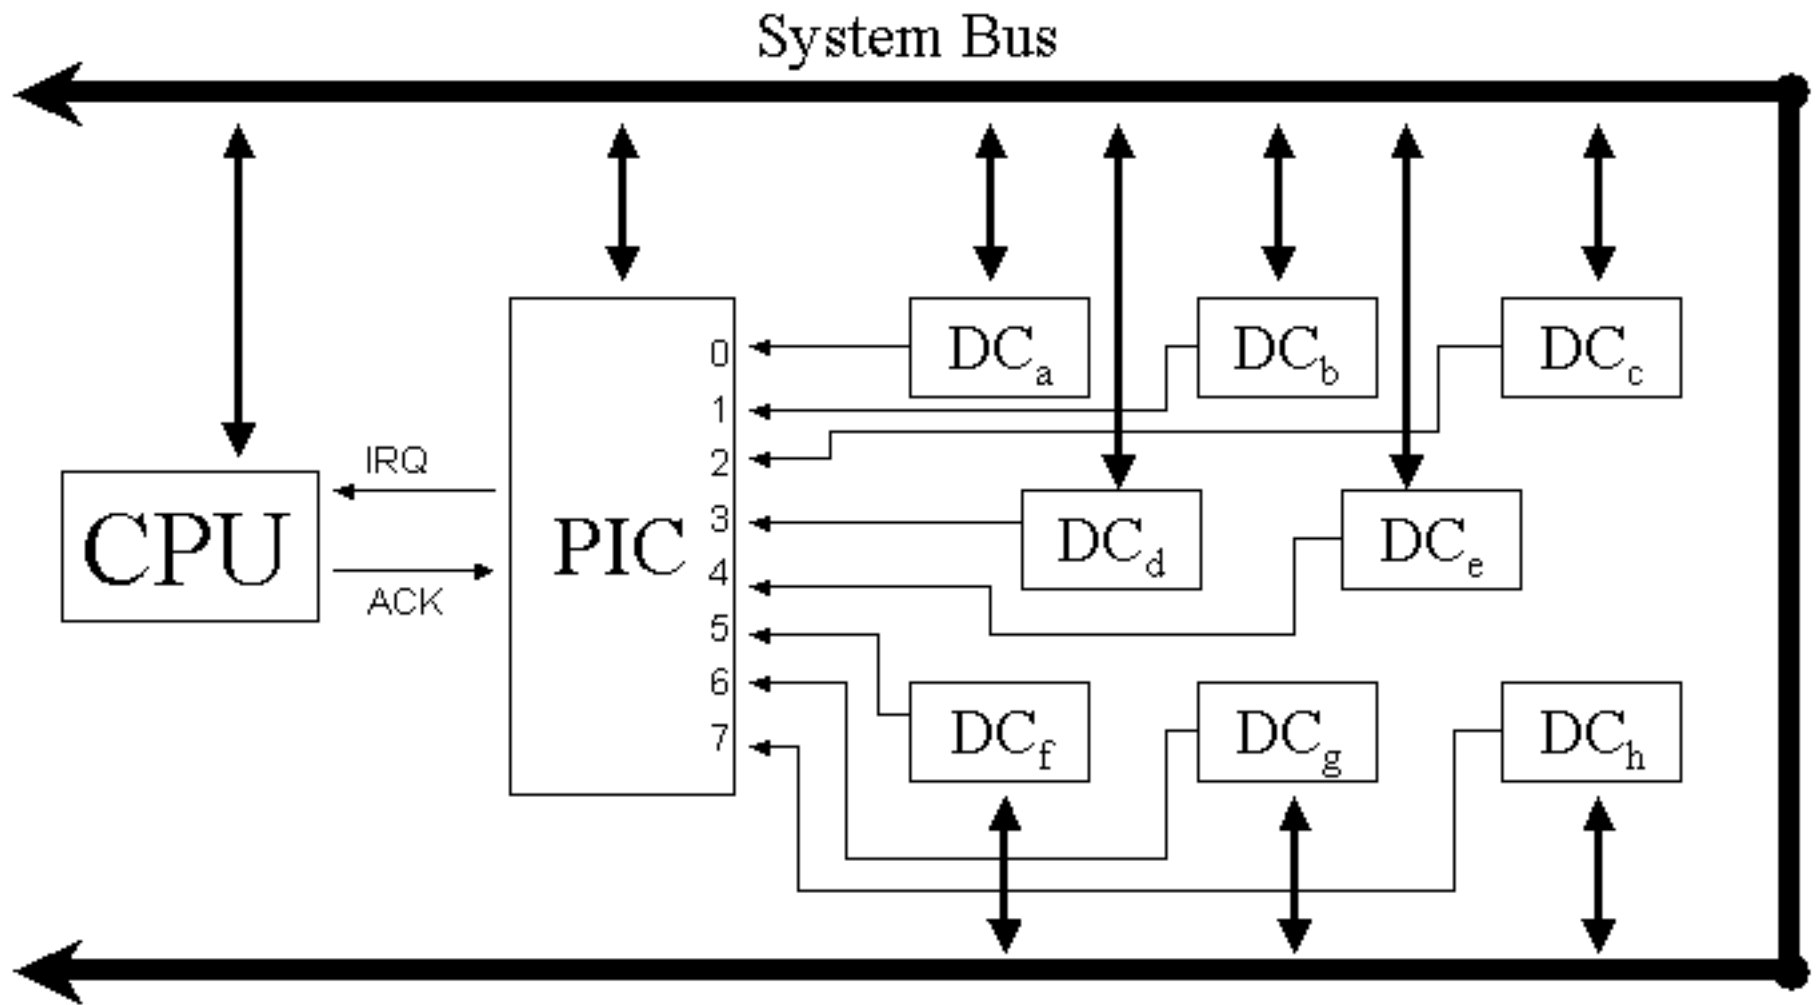 System Bus
0
DCa
DCb
DCc
1
2
IRQ
CPU
PIC
3
DCd
DCe
4
ACK
5
6
7
DCf
DCg
DCh